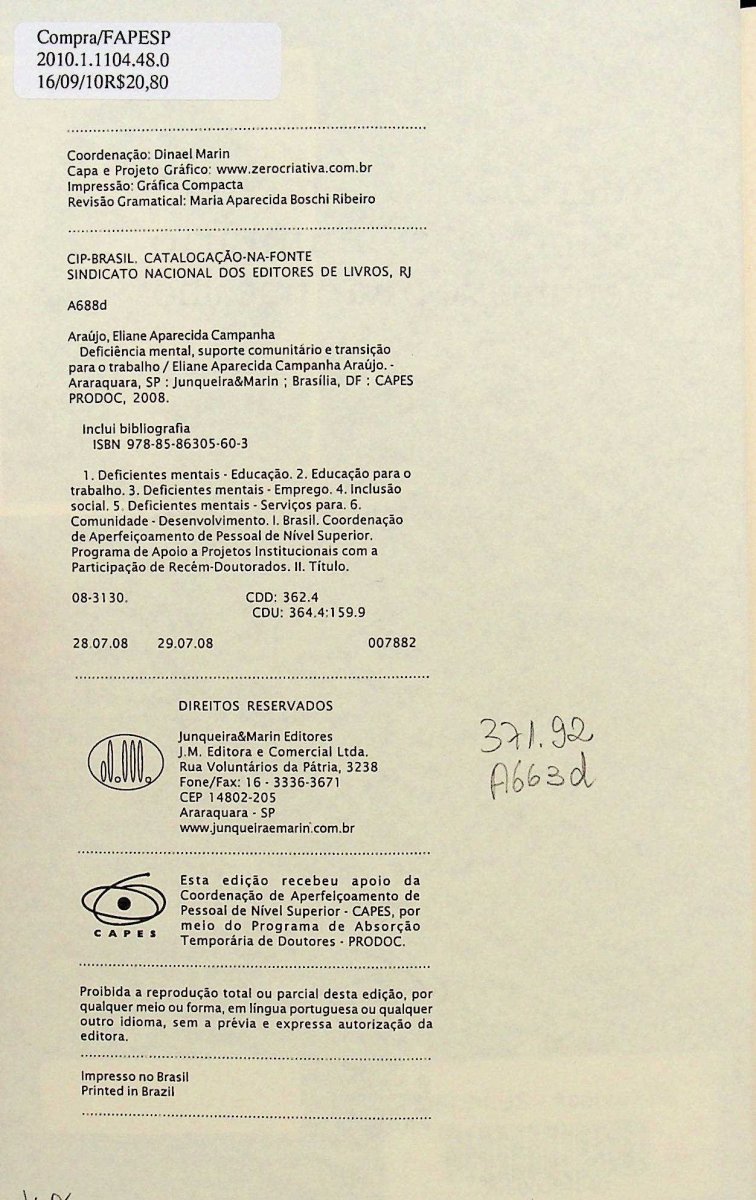 Compra/FAPESP
2010.1.1104.48.0
16/09/10R$20,80
Coordenação: Dinael Marin
Capa e Projeto Gráfico: www.zerocriativa.com.br
Impressão: Gráfica Compacta
Revisão Gramatical: Maria Aparecida Boschi Ribeiro
CIP-BRASIL. CATALOGAÇÃO-NA-FONTE
SINDICATO NACIONAL DOS EDITORES DE LIVROS, RJ
A688d
Araújo, Eliane Aparecida Campanha
Deficiência mental, suporte comunitário e transição
para o trabalho / Eliane Aparecida Campanha Araújo. -
Araraquara, SP : Junqueira&Marin ; Brasília, DF : CAPES
PRODOC, 2008.
Inclui bibliografia
ISBN 978-85-86305-60-3
1. Deficientes mentais - Educação. 2. Educação para o
trabalho. 3. Deficientes mentais - Emprego. 4. Inclusão
social. 5. Deficientes mentais - Serviços para. 6.
Comunidade - Desenvolvimento. I. Brasil. Coordenação
de Aperfeiçoamento de Pessoal de Nível Superior.
Programa de Apoio a Projetos Institucionais com a
Participação de Recém-Doutorados. II. Título.
08-3130. CDD: 362.4
CDU: 364.4:159.9
28.07.08 29.07.08 007882
DIREITOS RESERVADOS
Junqueira&Marin Editores
J.M. Editora e Comercial Ltda.
Rua Voluntários da Pátria, 3238
Fone/Fax: 16 - 3336-3671
CEP 14802-205
Araraquara - SP
www.junqueiraemarin.com.br
371.92
A663d
CAPES
Esta edição recebeu apoio da
Coordenação de Aperfeiçoamento de
Pessoal de Nível Superior - CAPES, por
meio do Programa de Absorção
Temporária de Doutores - PRODOC.
Proibida a reprodução total ou parcial desta edição, por
qualquer meio ou forma, em língua portuguesa ou qualquer
outro idioma, sem a prévia e expressa autorização da
editora.
Impresso no Brasil
Printed in Brazil